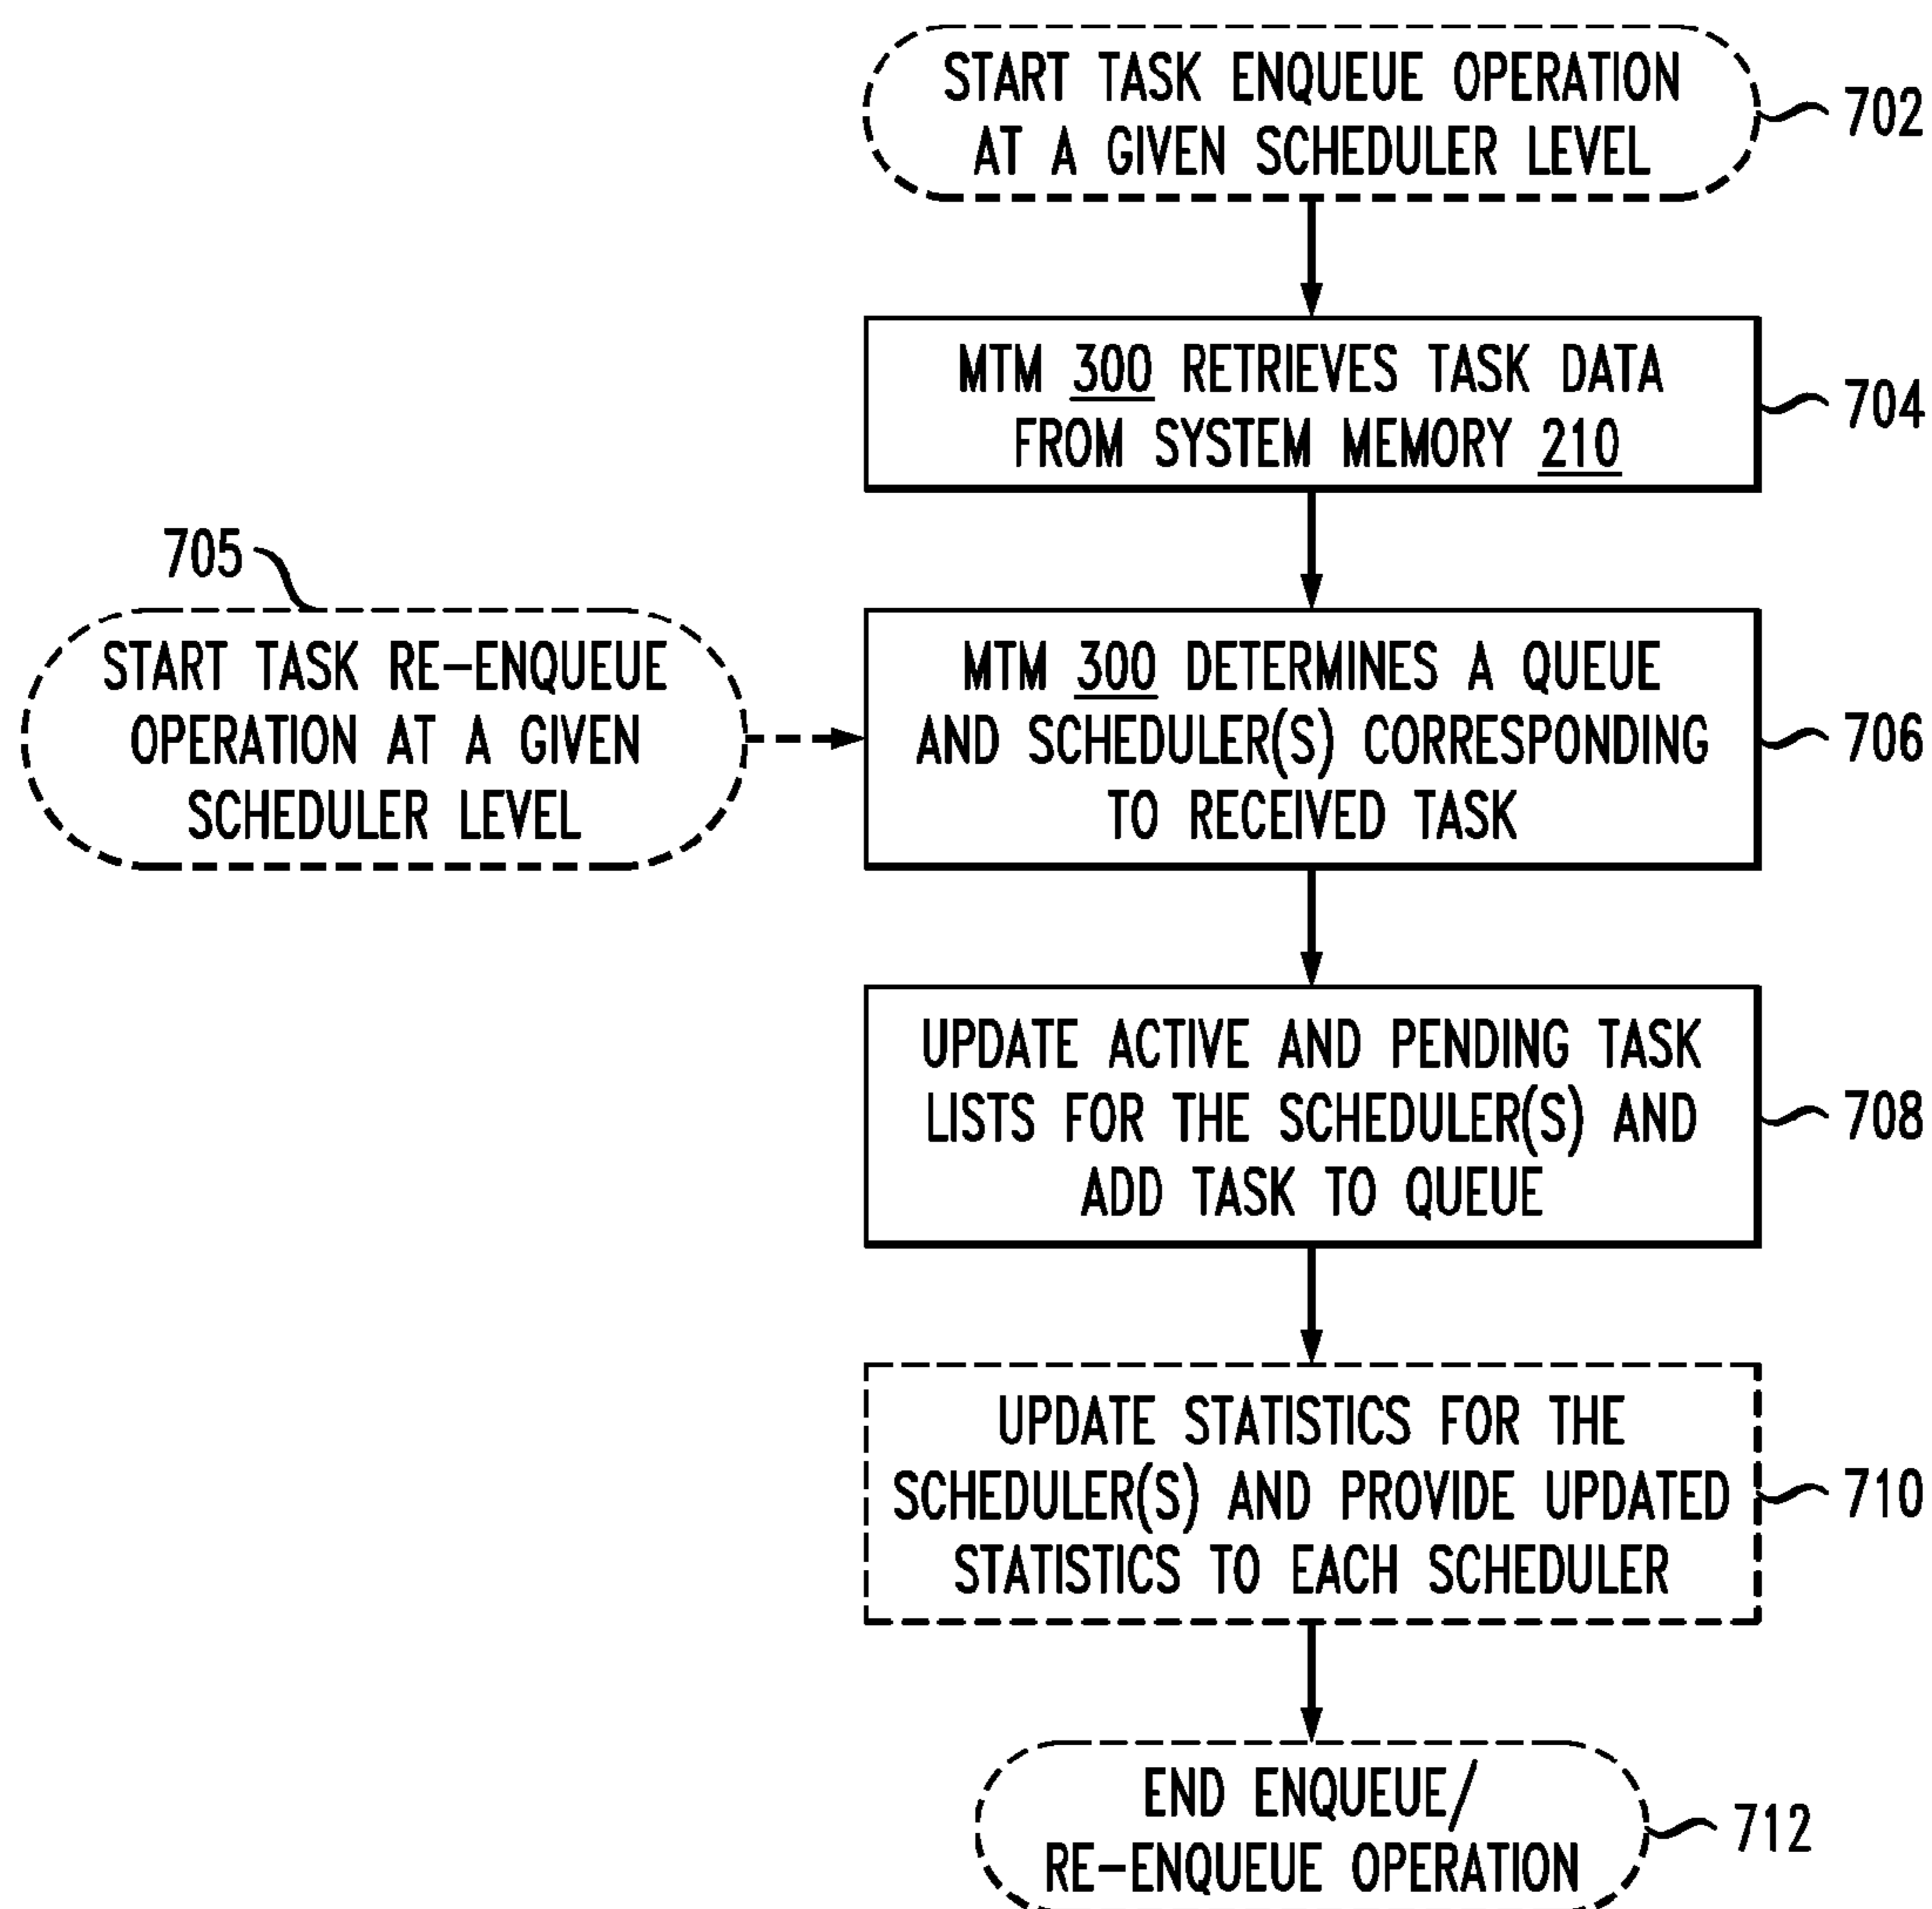 START TASK ENQUEUE OPERATION
AT A GIVEN SCHEDULER LEVEL
702
MTM 300 RETRIEVES TASK DATA
FROM SYSTEM MEMORY 210
704
705
START TASK RE-ENQUEUE
OPERATION AT A GIVEN
SCHEDULER LEVEL
MTM 300 DETERMINES A QUEUE
AND SCHEDULER(S) CORRESPONDING
TO RECEIVED TASK
706
UPDATE ACTIVE AND PENDING TASK
LISTS FOR THE SCHEDULER(S) AND
ADD TASK TO QUEUE
708
UPDATE STATISTICS FOR THE
SCHEDULER(S) AND PROVIDE UPDATED
STATISTICS TO EACH SCHEDULER
710
END ENQUEUE/
RE-ENQUEUE OPERATION
712